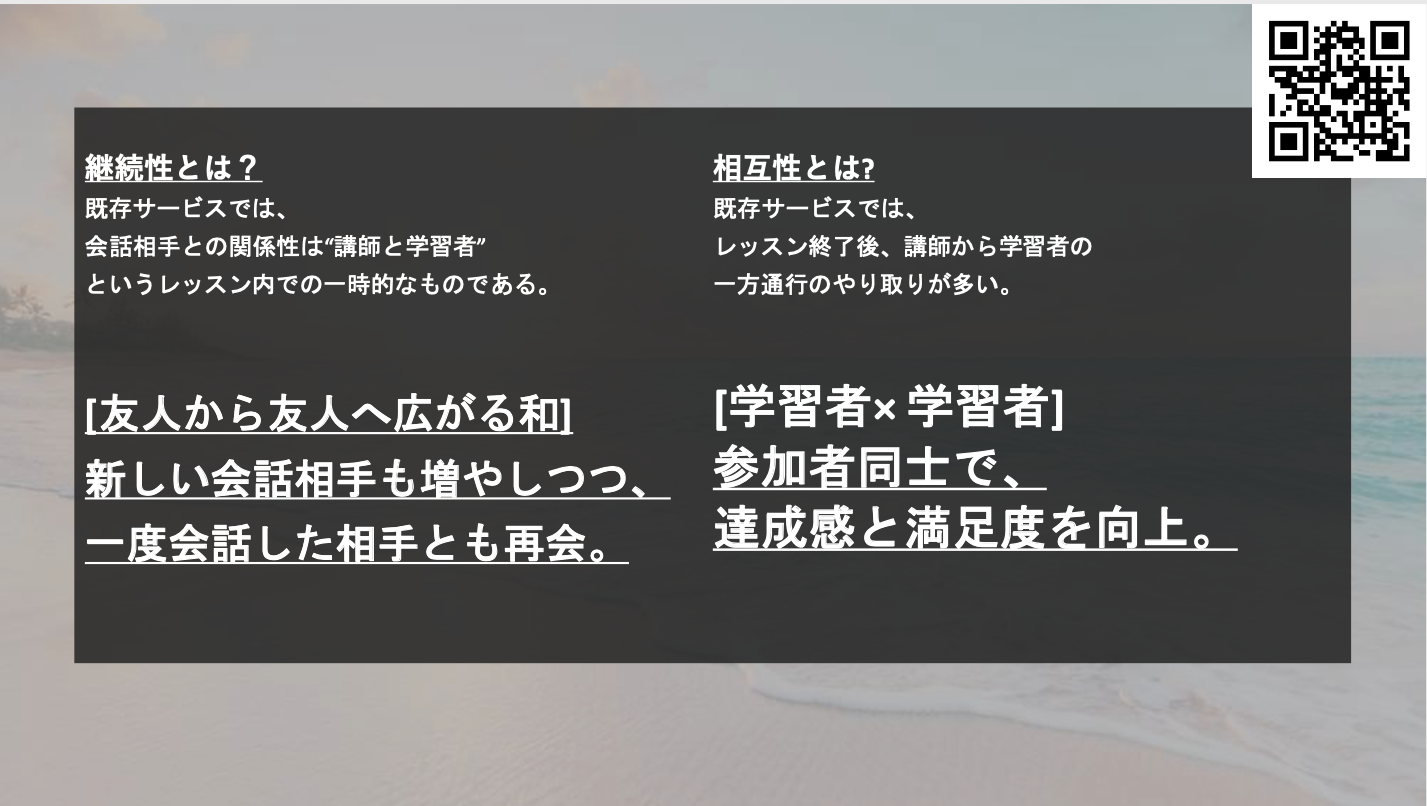 継続性とは？
既存サービスでは、
会話相手との関係性は“講師と学習者”
というレッスン内での一時的なものである。
[友人から友人へ広がる和]
新しい会話相手も増やしつつ、
一度会話した相手とも再会。
相互性とは?
既存サービスでは、
レッスン終了後、講師から学習者の
一方通行のやり取りが多い。
[学習者× 学習者]
参加者同士で、
達成感と満足度を向上。